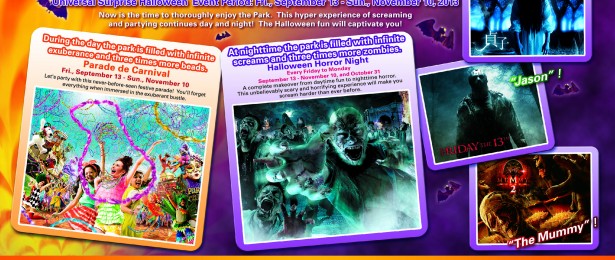 Universal Surprise Halloween Event Period: Fri., September 13 - Sun., November 10, 2013
Now is the time to thoroughly enjoy the Park. This hyper experience of screaming
and partying continues day and night! The Halloween fun will captivate you!
During the day the park is filled with infinite
exuberance and three times more beads.
Parade de Carnival
Fri., September 13 - Sun., November 10
Let's party with the never-before-seen festive parade! You'll forget
everything when immersed in the exuberant bustle.
At nighttime the park is filled with infinite
screams and three times more zombies.
Halloween Horror Night
Every Friday to Monday
September 13 - November 10, and October 31
A complete makeover from daytime fun to nighttime horror.
This unbelievably scary and horrifying experience will make you
scream harder than ever before.
貞子
"Jason" !
FRIDAY THE 13TH
"The Mummy" !